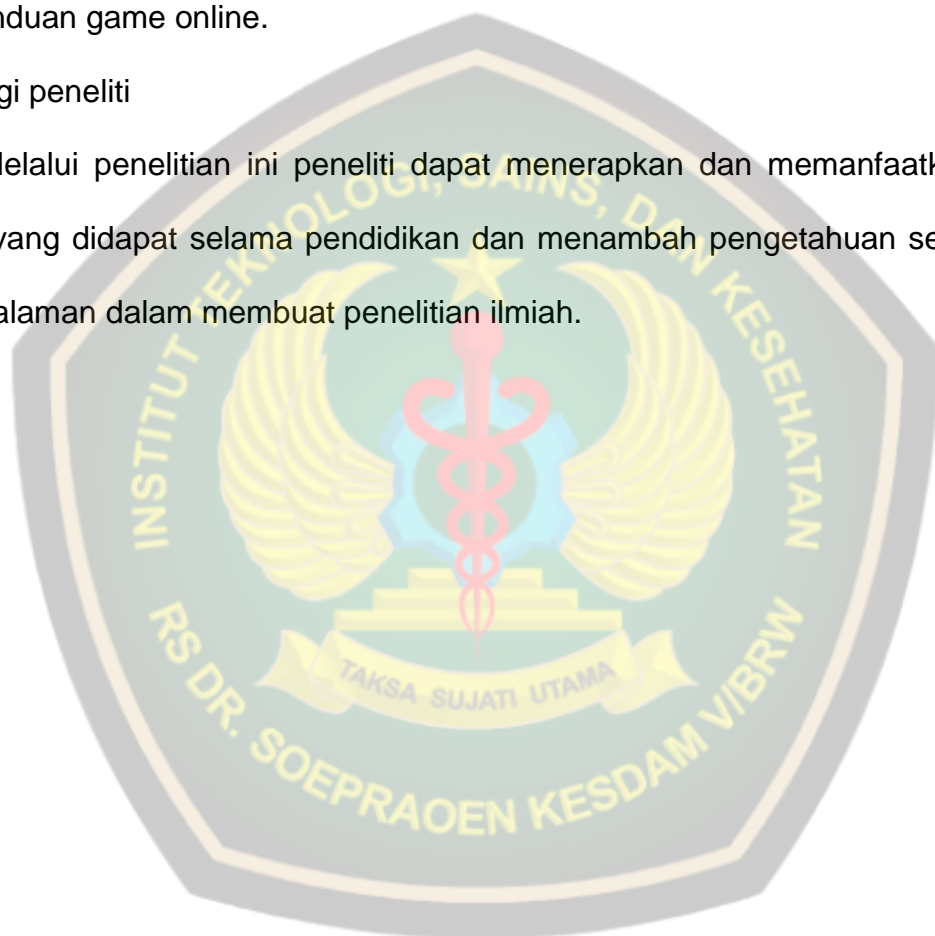 nduan game online.
gi peneliti
lelalui penelitian ini peneliti dapat menerapkan dan memanfaatk
yang didapat selama pendidikan dan menambah pengetahuan se
alaman dalam membuat penelitian ilmiah.
INSTITUT TEKNOLOGI, SAINS, DAN KESEHATAN
TAKSA SUJATI UTAMA
RS DR. SOEPRAOEN KESDAM V/BRW